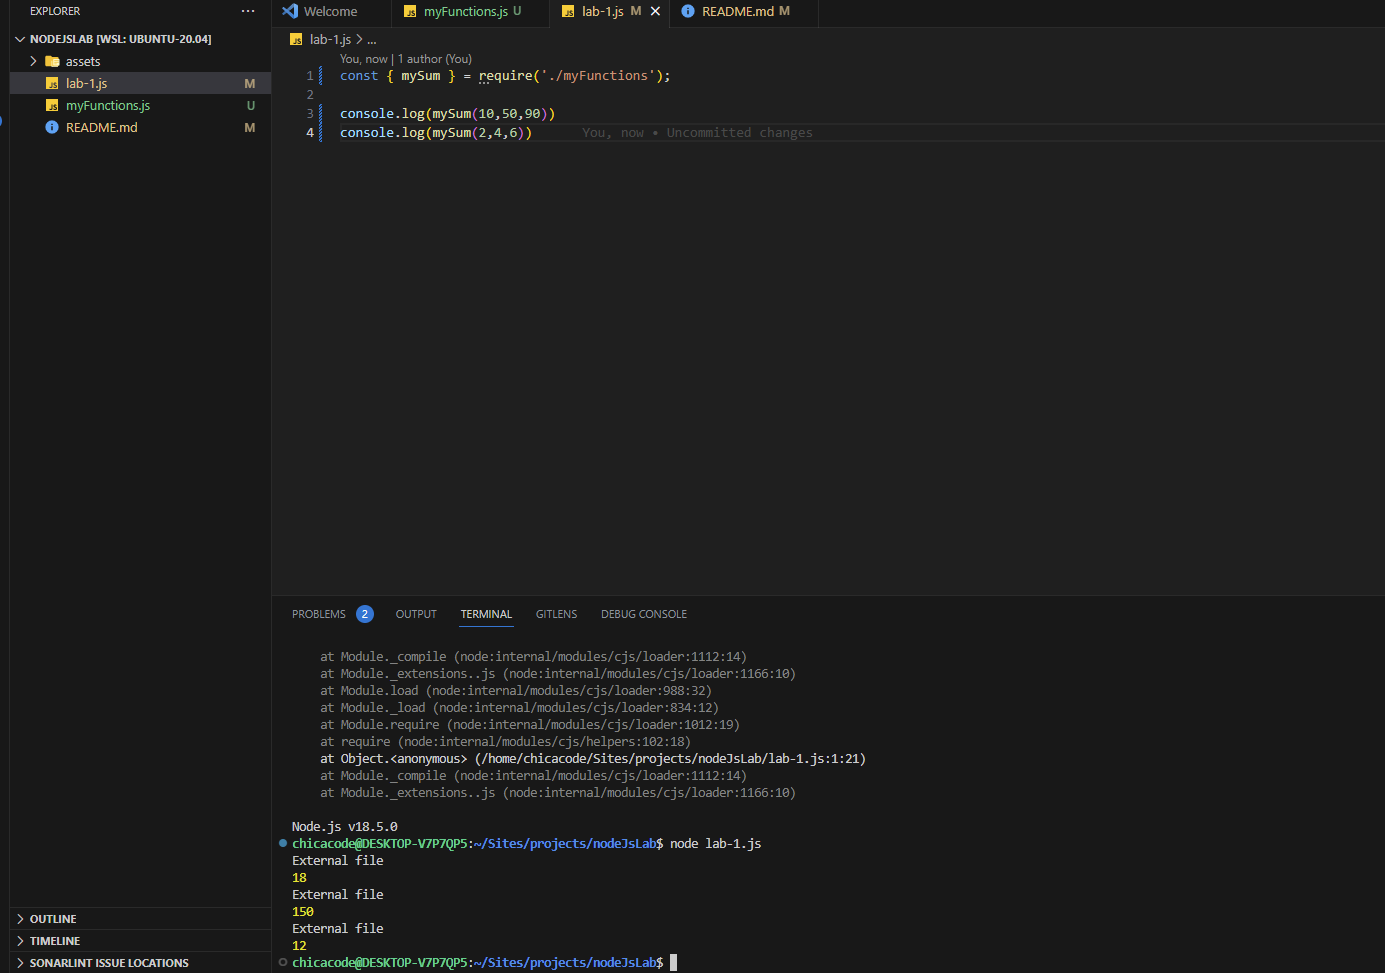 EXPLORER ···
NODEJSLAB [WSL: UBUNTU-20.04]
assets
lab-1.js M
myFunctions.js U
README.md M
OUTLINE
TIMELINE
SONARLINT ISSUE LOCATIONS
Welcome
myFunctions.js U
lab-1.js M
README.md M
lab-1.js > ...
You, now | 1 author (You)
1 const { mySum } = require('./myFunctions');
2
3 console.log(mySum(10,50,90))
4 console.log(mySum(2,4,6)) You, now • Uncommitted changes
PROBLEMS 2 OUTPUT TERMINAL GITLENS DEBUG CONSOLE
at Module._compile (node:internal/modules/cjs/loader:1112:14)
at Module._extensions..js (node:internal/modules/cjs/loader:1166:10)
at Module.load (node:internal/modules/cjs/loader:988:32)
at Module._load (node:internal/modules/cjs/loader:834:12)
at Module.require (node:internal/modules/cjs/loader:1012:19)
at require (node:internal/modules/cjs/helpers:102:18)
at Object.<anonymous> (/home/chicacode/Sites/projects/nodeJsLab/lab-1.js:1:21)
at Module._compile (node:internal/modules/cjs/loader:1112:14)
at Module._extensions..js (node:internal/modules/cjs/loader:1166:10)
Node.js v18.5.0
chicacode@DESKTOP-V7P7QP5:~/Sites/projects/nodeJsLab$ node lab-1.js
External file
18
External file
150
External file
12
chicacode@DESKTOP-V7P7QP5:~/Sites/projects/nodeJsLab$